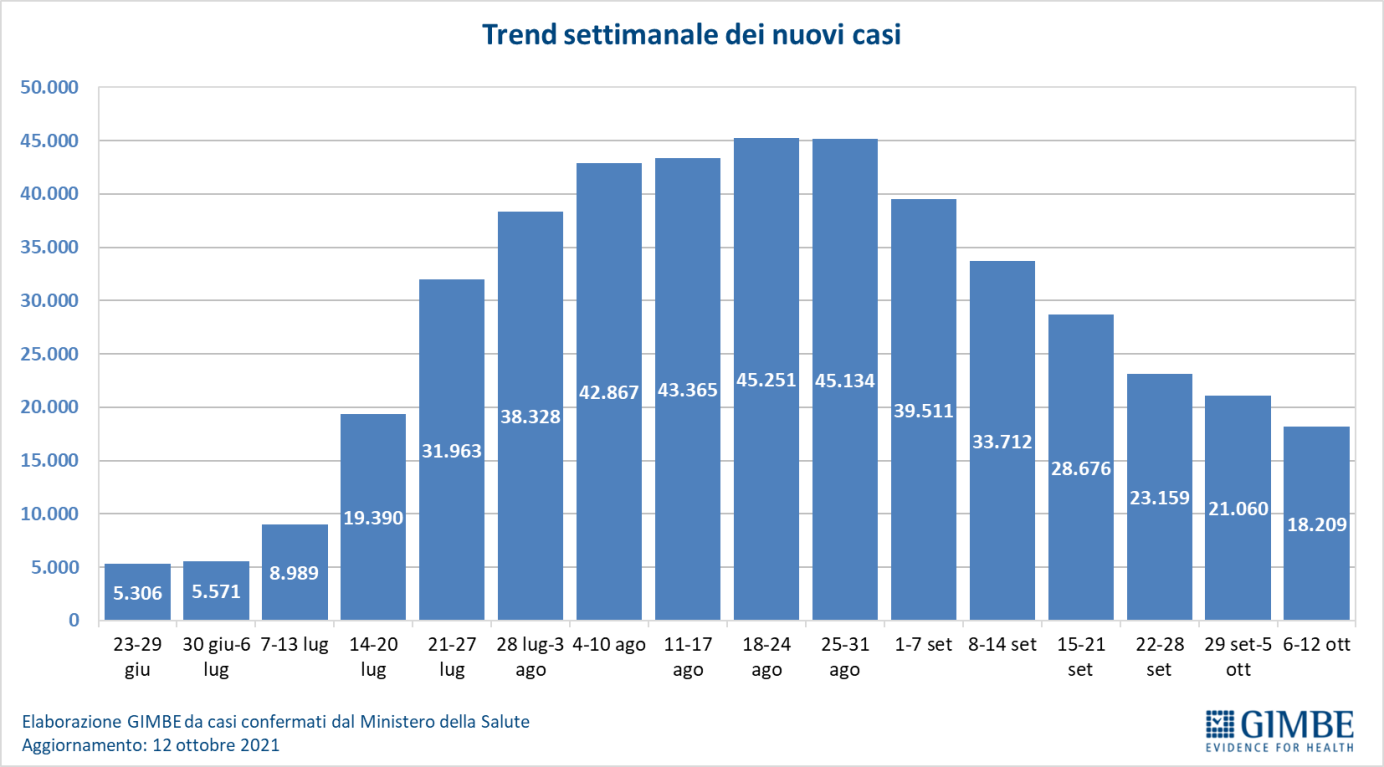 Trend settimanale dei nuovi casi
50.000
45.000
40.000
35.000
30.000
25.000
20.000
15.000
10.000
5.000
0
5.306
5.571
8.989
19.390
31.963
38.328
42.867
43.365
45.251
45.134
39.511
33.712
28.676
23.159
21.060
18.209
23-29
giu
30 giu-6
lug
7-13 lug
14-20
lug
21-27
lug
28 lug-3
ago
4-10 ago
11-17
ago
18-24
ago
25-31
ago
1-7 set
8-14 set
15-21
set
22-28
set
29 set-5
ott
6-12 ott
Elaborazione GIMBE da casi confermati dal Ministero della Salute
Aggiornamento: 12 ottobre 2021
GIMBE
EVIDENCE FOR HEALTH